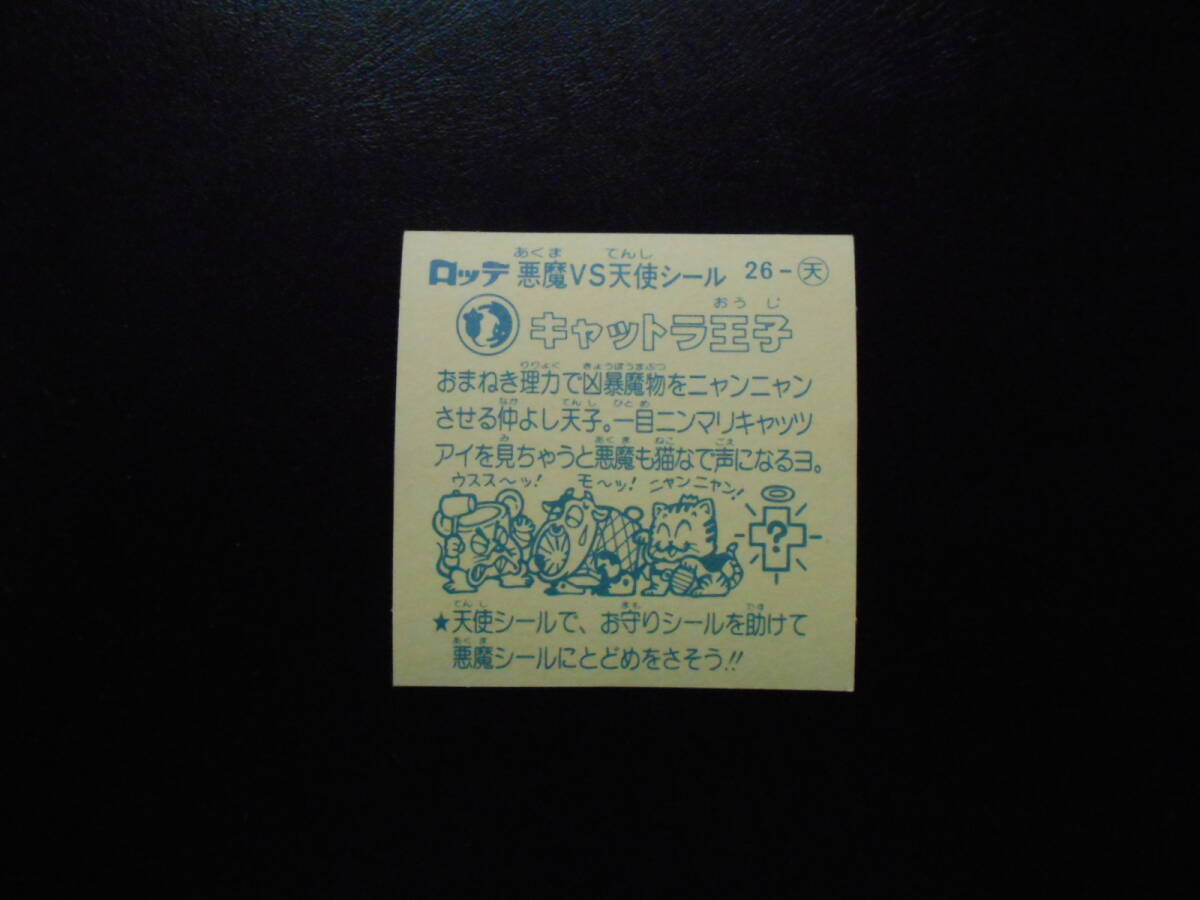 ロッテ 悪魔VS天使シール 26-天
キャットラ王子
おまねき理力で凶暴魔物をニャンニャン
させる仲よし天子。一目ニンマリキャッツ
アイを見ちゃうと悪魔も猫なで声になるヨ。
ウスス〜ッ! モ〜ッ! ニャンニャン!
?
★天使シールで、お守りシールを助けて
悪魔シールにとどめをさそう!!